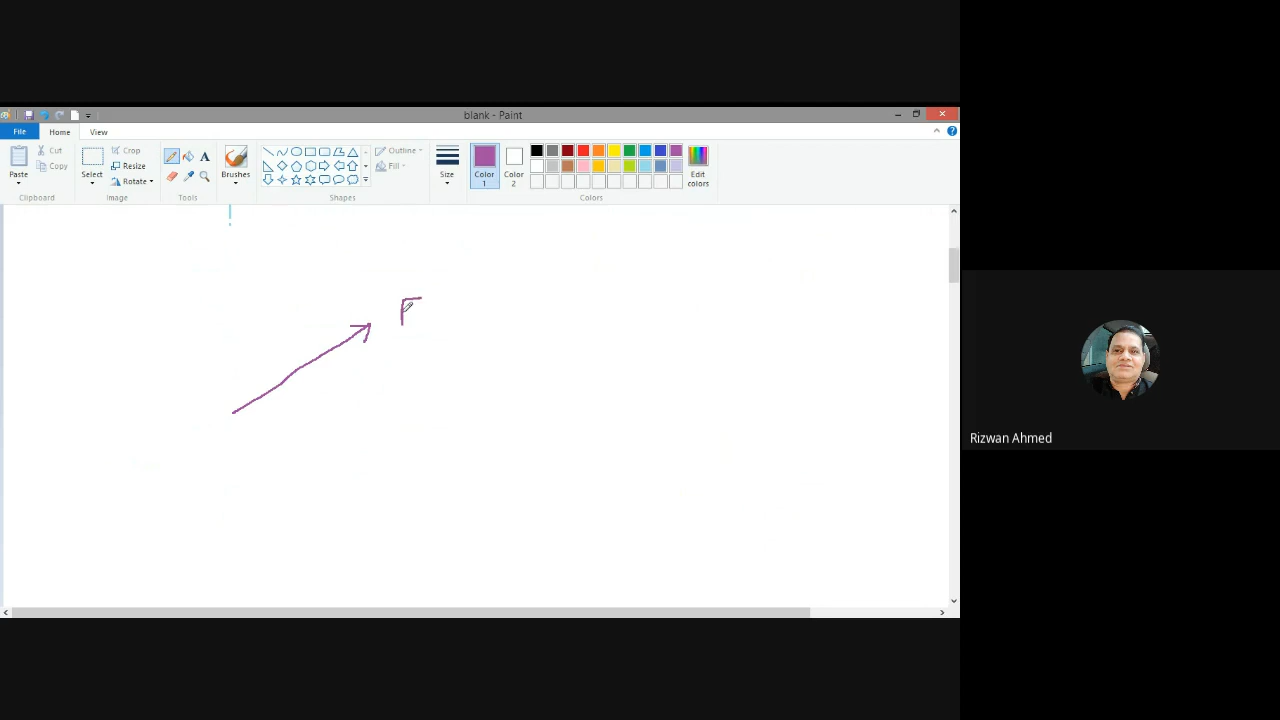 blank - Paint
File Home View
Paste
Cut
Copy
Clipboard
Select
Crop
Resize
Rotate
Image
Tools
Brushes
Shapes
Outline
Fill
Size
Color 1
Color 2
Edit colors
Colors
F
Rizwan Ahmed